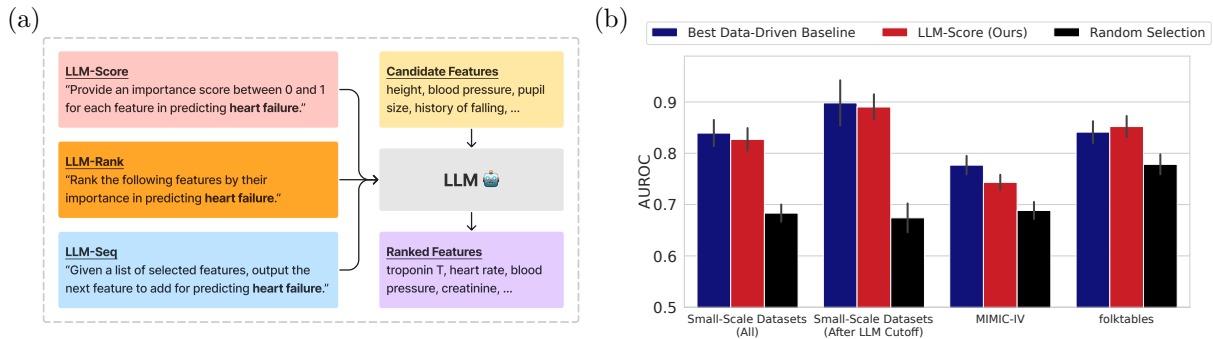 (a)
LLM-Score
“Provide an importance score between 0 and 1
for each feature in predicting heart failure.”
LLM-Rank
“Rank the following features by their
importance in predicting heart failure.”
LLM-Seq
“Given a list of selected features, output the
next feature to add for predicting heart failure.”
Candidate Features
height, blood pressure, pupil
size, history of falling, ...
LLM
Ranked Features
troponin T, heart rate, blood
pressure, creatinine, ...
(b)
Best Data-Driven Baseline
LLM-Score (Ours)
Random Selection
AUROC
0.9
0.8
0.7
0.6
0.5
Small-Scale Datasets
(All)
Small-Scale Datasets
(After LLM Cutoff)
MIMIC-IV
folktables